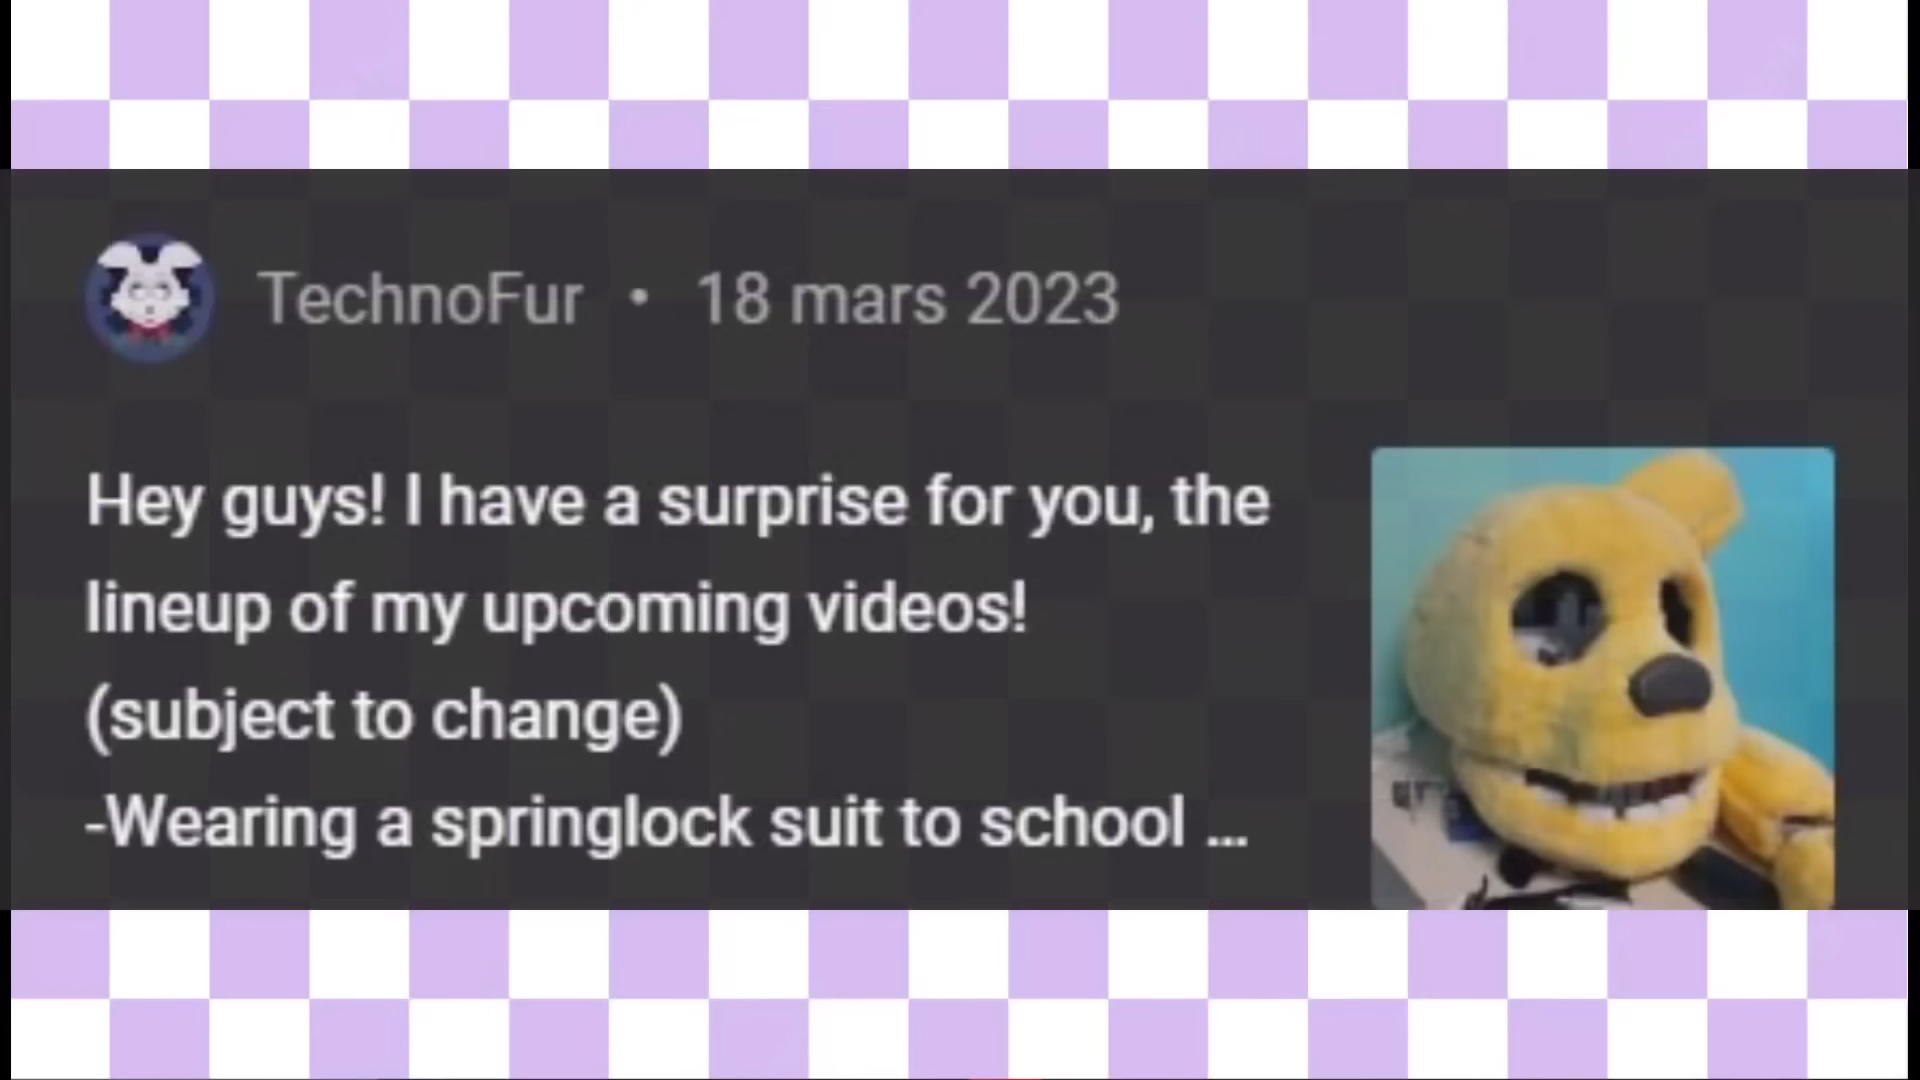 TechnoFur • 18 mars 2023
Hey guys! I have a surprise for you, the
lineup of my upcoming videos!
(subject to change)
-Wearing a springlock suit to school ...